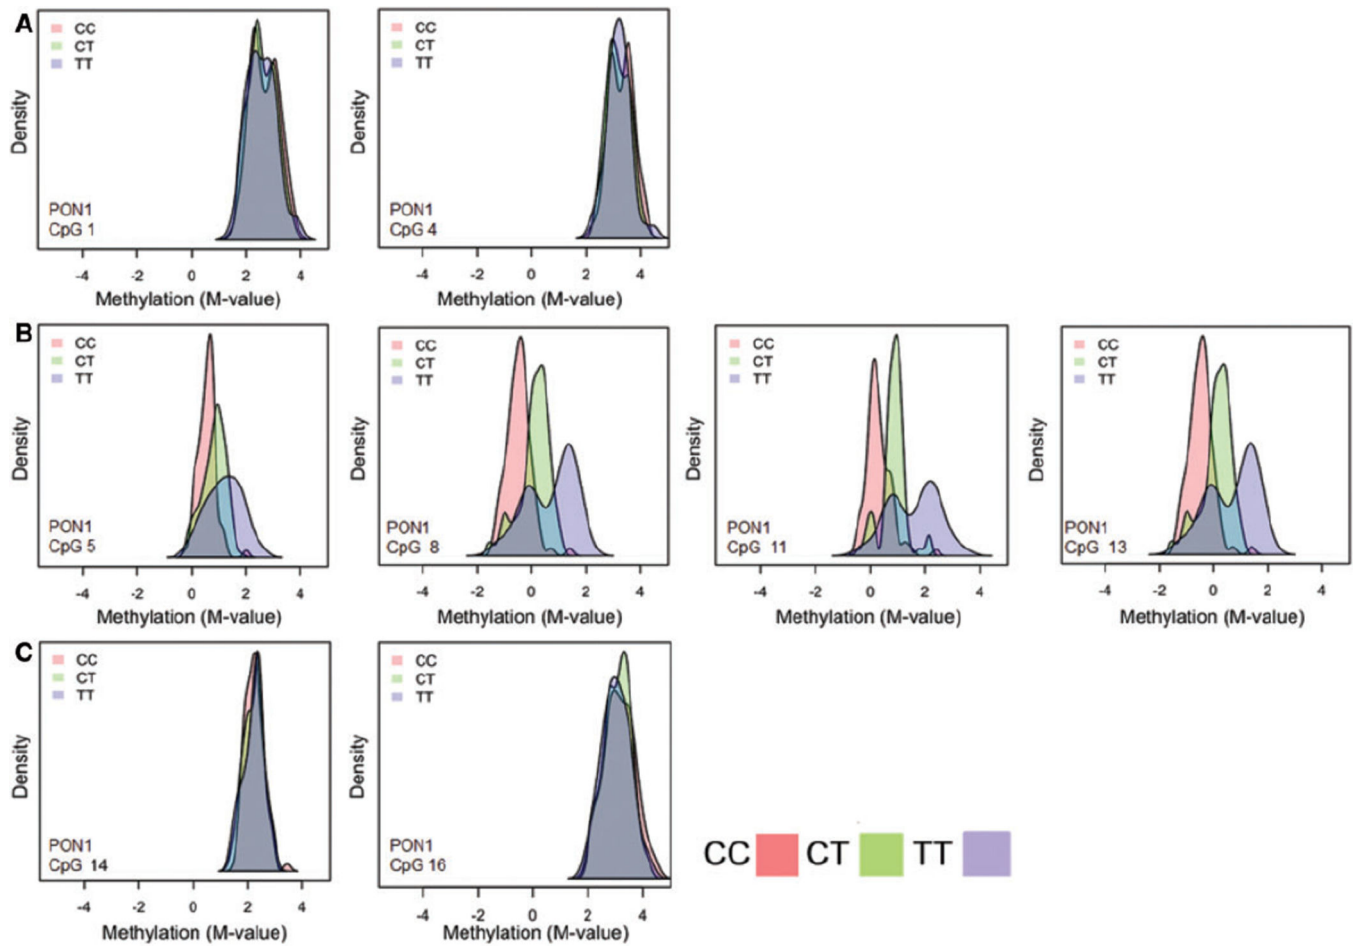 A
CC
CT
TT
Density
PON1
CpG 1
-4 -2 0 2 4
Methylation (M-value)
CC
CT
TT
Density
PON1
CpG 4
-4 -2 0 2 4
Methylation (M-value)
B
CC
CT
TT
Density
PON1
CpG 5
-4 -2 0 2 4
Methylation (M-value)
CC
CT
TT
Density
PON1
CpG 8
-4 -2 0 2 4
Methylation (M-value)
CC
CT
TT
Density
PON1
CpG 11
-4 -2 0 2 4
Methylation (M-value)
CC
CT
TT
Density
PON1
CpG 13
-4 -2 0 2 4
Methylation (M-value)
C
CC
CT
TT
Density
PON1
CpG 14
-4 -2 0 2 4
Methylation (M-value)
CC
CT
TT
Density
PON1
CpG 16
-4 -2 0 2 4
Methylation (M-value)
CC CT TT